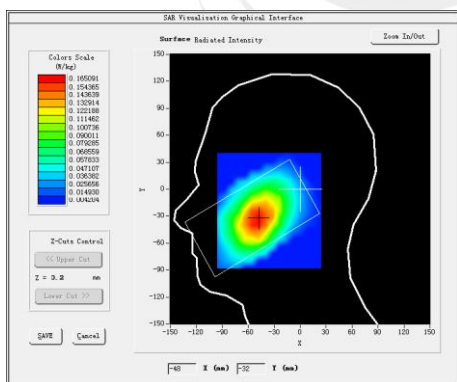 SAR Visualisation Graphical Interface
Surface Radiated Intensity
Zoom In/Out
Colors Scale
(W/kg)
0.165091
0.154365
0.143639
0.132914
0.122188
0.111462
0.100736
0.090011
0.079285
0.068559
0.057833
0.047107
0.036382
0.025656
0.014930
0.004204
Z-Cuts Control
<< Upper Cut
Z = 3.2 mm
Lower Cut >>
SAVE
Cancel
150
120
90
60
30
0
-30
-60
-90
-120
-150
Y
-150 -120 -90 -60 -30 0 30 60 90 120 150
X
-48 X (mm) -32 Y (mm)